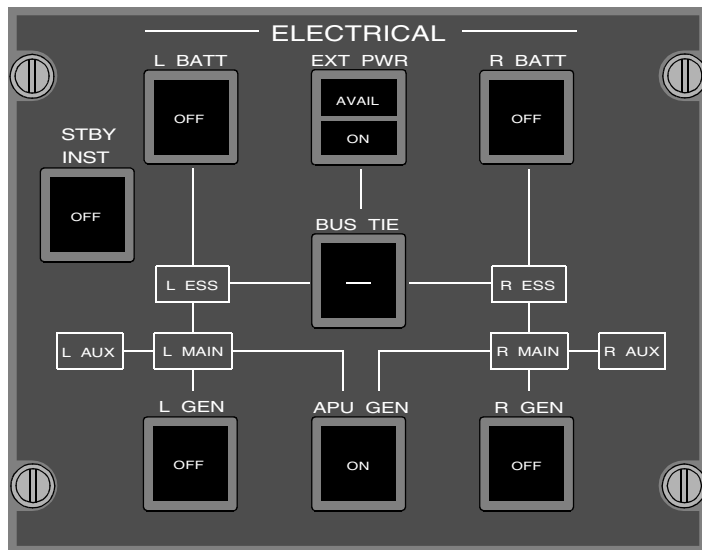 ELECTRICAL
L BATT
EXT PWR
R BATT
OFF
AVAIL
ON
OFF
STBY
INST
OFF
BUS TIE
L ESS
R ESS
L AUX
L MAIN
R MAIN
R AUX
L GEN
APU GEN
R GEN
OFF
ON
OFF